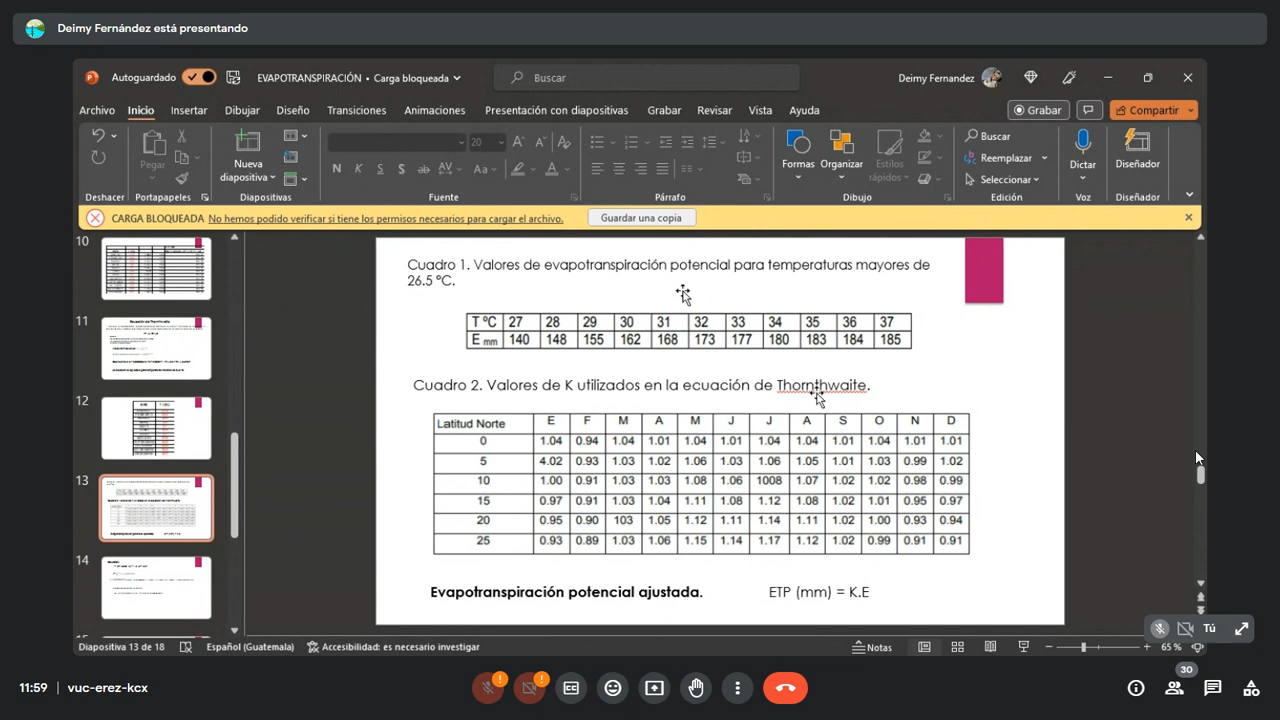 Deimy Fernández está presentando
Autoguardado
EVAPOTRANSPIRACIÓN • Carga bloqueada
Buscar
Deimy Fernandez
Archivo Inicio Insertar Dibujar Diseño Transiciones Animaciones Presentación con diapositivas Grabar Revisar Vista Ayuda
Grabar
Compartir
Pegar
Nueva diapositiva
20
N K S ab AV Aa A
Formas Organizar Estilos rápidos
Buscar
Reemplazar
Seleccionar
Dictar
Diseñador
Deshacer Portapapeles Diapositivas Fuente Párrafo Dibujo Edición Voz Diseñador
CARGA BLOQUEADA No hemos podido verificar si tiene los permisos necesarios para cargar el archivo. Guardar una copia
10
11
12
13
14
Cuadro 1. Valores de evapotranspiración potencial para temperaturas mayores de
26.5 °C.
T ºC 27 28 29 30 31 32 33 34 35 36 37
E mm 140 148 155 162 168 173 177 180 183 184 185
Cuadro 2. Valores de K utilizados en la ecuación de Thornthwaite.
Latitud Norte E F M A M J J A S O N D
0 1.04 0.94 1.04 1.01 1.04 1.01 1.04 1.04 1.01 1.04 1.01 1.01
5 4.02 0.93 1.03 1.02 1.06 1.03 1.06 1.05 1.01 1.03 0.99 1.02
10 0.91 1.03 1.03 1.08 1.06 1008 1.07 1.02 1.02 0.98 0.99
15 1.03 1.04 1.11 1.08 1.12 1.08 1.01 0.95 0.97
20 0.95 0.90 103 1.05 1.12 1.11 1.14 1.11 1.02 1.00 0.93 0.94
25 0.93 0.89 1.03 1.06 1.15 1.14 1.17 1.12 1.02 0.99 0.91 0.91
Evapotranspiración potencial ajustada. ETP (mm) = K.E
Tú
Diapositiva 13 de 18 Español (Guatemala) Accesibilidad: es necesario investigar Notas 65 %
11:59 vuc-erez-kcx
30